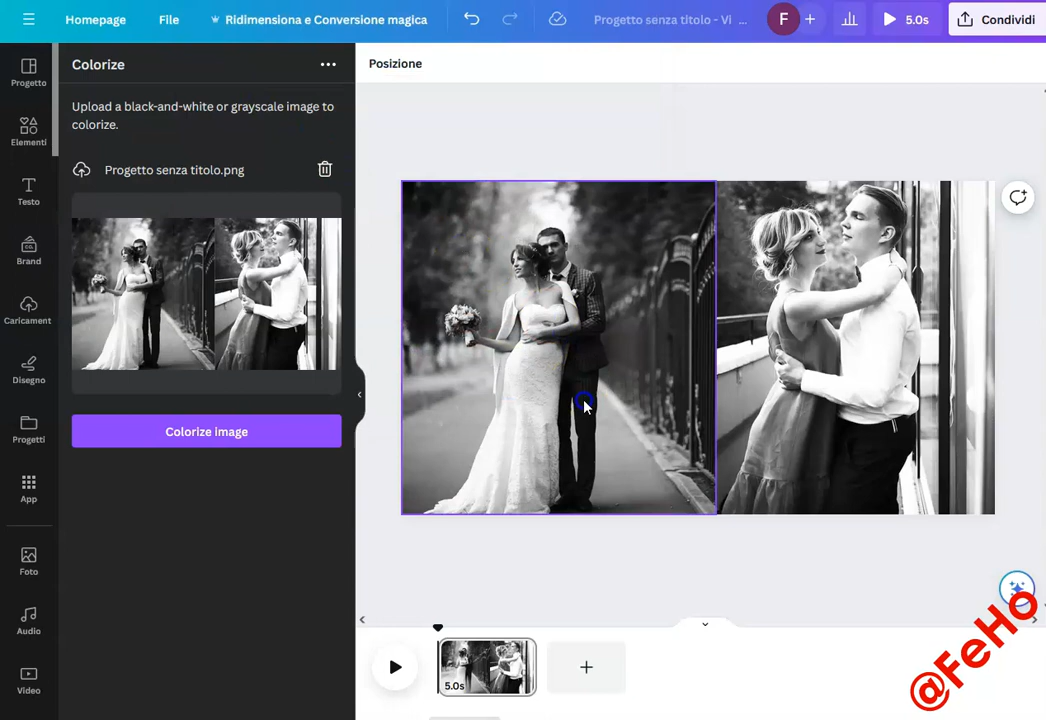 Homepage
File
Ridimensiona e Conversione magica
Progetto senza titolo - Vi ...
F
5.0s
Condividi
Progetto
Elementi
Testo
Brand
Caricament
Disegno
Progetti
App
Foto
Audio
Video
Colorize
Upload a black-and-white or grayscale image to
colorize.
Progetto senza titolo.png
Colorize image
Posizione
5.0s
@FeHo